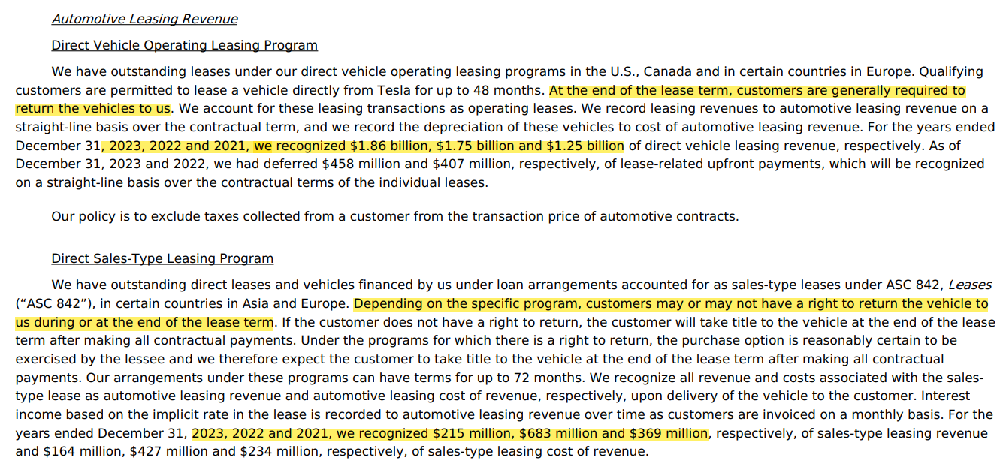 Automotive Leasing Revenue
Direct Vehicle Operating Leasing Program
We have outstanding leases under our direct vehicle operating leasing programs in the U.S., Canada and in certain countries in Europe. Qualifying
customers are permitted to lease a vehicle directly from Tesla for up to 48 months. At the end of the lease term, customers are generally required to
return the vehicles to us. We account for these leasing transactions as operating leases. We record leasing revenues to automotive leasing revenue on a
straight-line basis over the contractual term, and we record the depreciation of these vehicles to cost of automotive leasing revenue. For the years ended
December 31, 2023, 2022 and 2021, we recognized $1.86 billion, $1.75 billion and $1.25 billion of direct vehicle leasing revenue, respectively. As of
December 31, 2023 and 2022, we had deferred $458 million and $407 million, respectively, of lease-related upfront payments, which will be recognized
on a straight-line basis over the contractual terms of the individual leases.
Our policy is to exclude taxes collected from a customer from the transaction price of automotive contracts.
Direct Sales-Type Leasing Program
We have outstanding direct leases and vehicles financed by us under loan arrangements accounted for as sales-type leases under ASC 842, Leases
(“ASC 842”), in certain countries in Asia and Europe. Depending on the specific program, customers may or may not have a right to return the vehicle to
us during or at the end of the lease term. If the customer does not have a right to return, the customer will take title to the vehicle at the end of the lease
term after making all contractual payments. Under the programs for which there is a right to return, the purchase option is reasonably certain to be
exercised by the lessee and we therefore expect the customer to take title to the vehicle at the end of the lease term after making all contractual
payments. Our arrangements under these programs can have terms for up to 72 months. We recognize all revenue and costs associated with the sales-
type lease as automotive leasing revenue and automotive leasing cost of revenue, respectively, upon delivery of the vehicle to the customer. Interest
income based on the implicit rate in the lease is recorded to automotive leasing revenue over time as customers are invoiced on a monthly basis. For the
years ended December 31, 2023, 2022 and 2021, we recognized $215 million, $683 million and $369 million, respectively, of sales-type leasing revenue
and $164 million, $427 million and $234 million, respectively, of sales-type leasing cost of revenue.